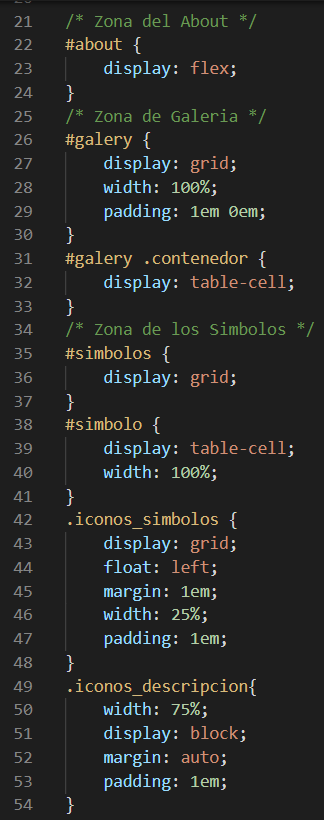 21 /* Zona del About */
22 #about {
23     display: flex;
24 }
25 /* Zona de Galeria */
26 #galery {
27     display: grid;
28     width: 100%;
29     padding: 1em 0em;
30 }
31 #galery .contenedor {
32     display: table-cell;
33 }
34 /* Zona de los Simbolos */
35 #simbolos {
36     display: grid;
37 }
38 #simbolo {
39     display: table-cell;
40     width: 100%;
41 }
42 .iconos_simbolos {
43     display: grid;
44     float: left;
45     margin: 1em;
46     width: 25%;
47     padding: 1em;
48 }
49 .iconos_descripcion{
50     width: 75%;
51     display: block;
52     margin: auto;
53     padding: 1em;
54 }